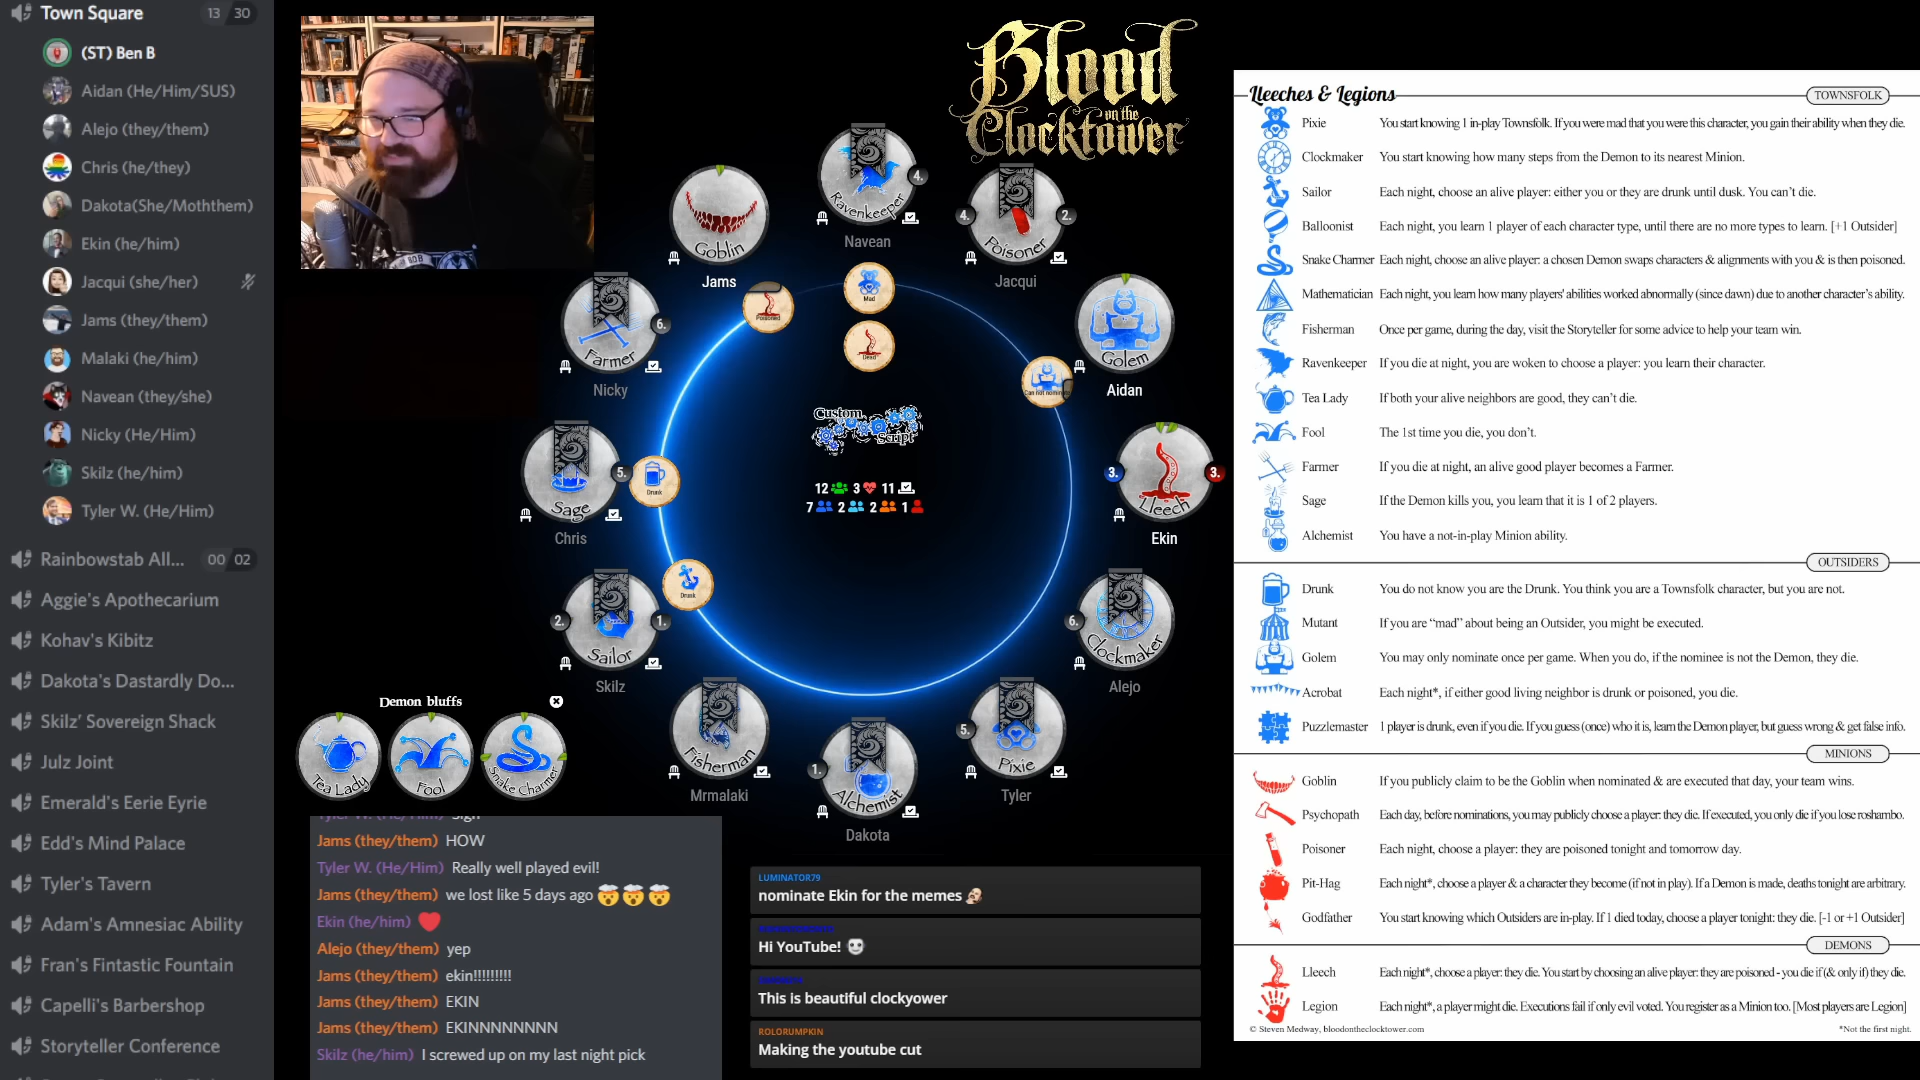 Town Square 13 30
(ST) Ben B
Aidan (He/Him/SUS)
Alejo (they/them)
Chris (he/they)
Dakota(She/Moththem)
Ekin (he/him)
Jacqui (she/her)
Jams (they/them)
Malaki (he/him)
Navean (they/she)
Nicky (He/Him)
Skilz (he/him)
Tyler W. (He/Him)
Rainbowstab All... 00 02
Aggie's Apothecarium
Kohav's Kibitz
Dakota's Dastardly Do...
Skilz' Sovereign Shack
Julz Joint
Emerald's Eerie Eyrie
Edd's Mind Palace
Tyler's Tavern
Adam's Amnesiac Ability
Fran's Fintastic Fountain
Capelli's Barbershop
Storyteller Conference
Blood
on the
Clocktower
Ravenkeeper
4.
Navean
Goblin
Jams
4.
Poisoner
2.
Jacqui
Farmer
6.
Nicky
Golem
Aidan
Sage
5.
Chris
3.
Lleech
3.
Ekin
2.
Sailor
1.
Skilz
6.
Clockmaker
Alejo
Fisherman
Mrmalaki
1.
Alchemist
Dakota
5.
Pixie
Tyler
Poisoned
Mad
Dead
Can not nominate
Drunk
Drunk
Custom
Script
12 3 11
7 2 2 1
Demon bluffs
Tea Lady
Fool
Snake Charmer
Tyler W. (He/Him) Sigh
Jams (they/them) HOW
Tyler W. (He/Him) Really well played evil!
Jams (they/them) we lost like 5 days ago 🤯🤯🤯
Ekin (he/him) ❤️
Alejo (they/them) yep
Jams (they/them) ekin!!!!!!!!!
Jams (they/them) EKIN
Jams (they/them) EKINNNNNNNN
Skilz (he/him) I screwed up on my last night pick
LUMINATOR79
nominate Ekin for the memes
Hi YouTube!
This is beautiful clockyower
ROLORUMPKIN
Making the youtube cut
Lleeches & Legions
TOWNSFOLK
Pixie You start knowing 1 in-play Townsfolk. If you were mad that you were this character, you gain their ability when they die.
Clockmaker You start knowing how many steps from the Demon to its nearest Minion.
Sailor Each night, choose an alive player: either you or they are drunk until dusk. You can't die.
Balloonist Each night, you learn 1 player of each character type, until there are no more types to learn. [+1 Outsider]
Snake Charmer Each night, choose an alive player: a chosen Demon swaps characters & alignments with you & is then poisoned.
Mathematician Each night, you learn how many players' abilities worked abnormally (since dawn) due to another character's ability.
Fisherman Once per game, during the day, visit the Storyteller for some advice to help your team win.
Ravenkeeper If you die at night, you are woken to choose a player: you learn their character.
Tea Lady If both your alive neighbors are good, they can't die.
Fool The 1st time you die, you don't.
Farmer If you die at night, an alive good player becomes a Farmer.
Sage If the Demon kills you, you learn that it is 1 of 2 players.
Alchemist You have a not-in-play Minion ability.
OUTSIDERS
Drunk You do not know you are the Drunk. You think you are a Townsfolk character, but you are not.
Mutant If you are "mad" about being an Outsider, you might be executed.
Golem You may only nominate once per game. When you do, if the nominee is not the Demon, they die.
Acrobat Each night*, if either good living neighbor is drunk or poisoned, you die.
Puzzlemaster 1 player is drunk, even if you die. If you guess (once) who it is, learn the Demon player, but guess wrong & get false info.
MINIONS
Goblin If you publicly claim to be the Goblin when nominated & are executed that day, your team wins.
Psychopath Each day, before nominations, you may publicly choose a player: they die. If executed, you only die if you lose roshambo.
Poisoner Each night, choose a player: they are poisoned tonight and tomorrow day.
Pit-Hag Each night*, choose a player & a character they become (if not in play). If a Demon is made, deaths tonight are arbitrary.
Godfather You start knowing which Outsiders are in-play. If 1 died today, choose a player tonight: they die. [-1 or +1 Outsider]
DEMONS
Lleech Each night*, choose a player: they die. You start by choosing an alive player: they are poisoned - you die if (& only if) they die.
Legion Each night*, a player might die. Executions fail if only evil voted. You register as a Minion too. [Most players are Legion]
© Steven Medway, bloodontheclocktower.com
*Not the first night.